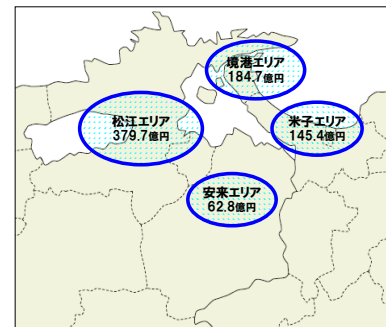 境港エリア
184.7億円
松江エリア
379.7億円
米子エリア
145.4億円
安来エリア
62.8億円